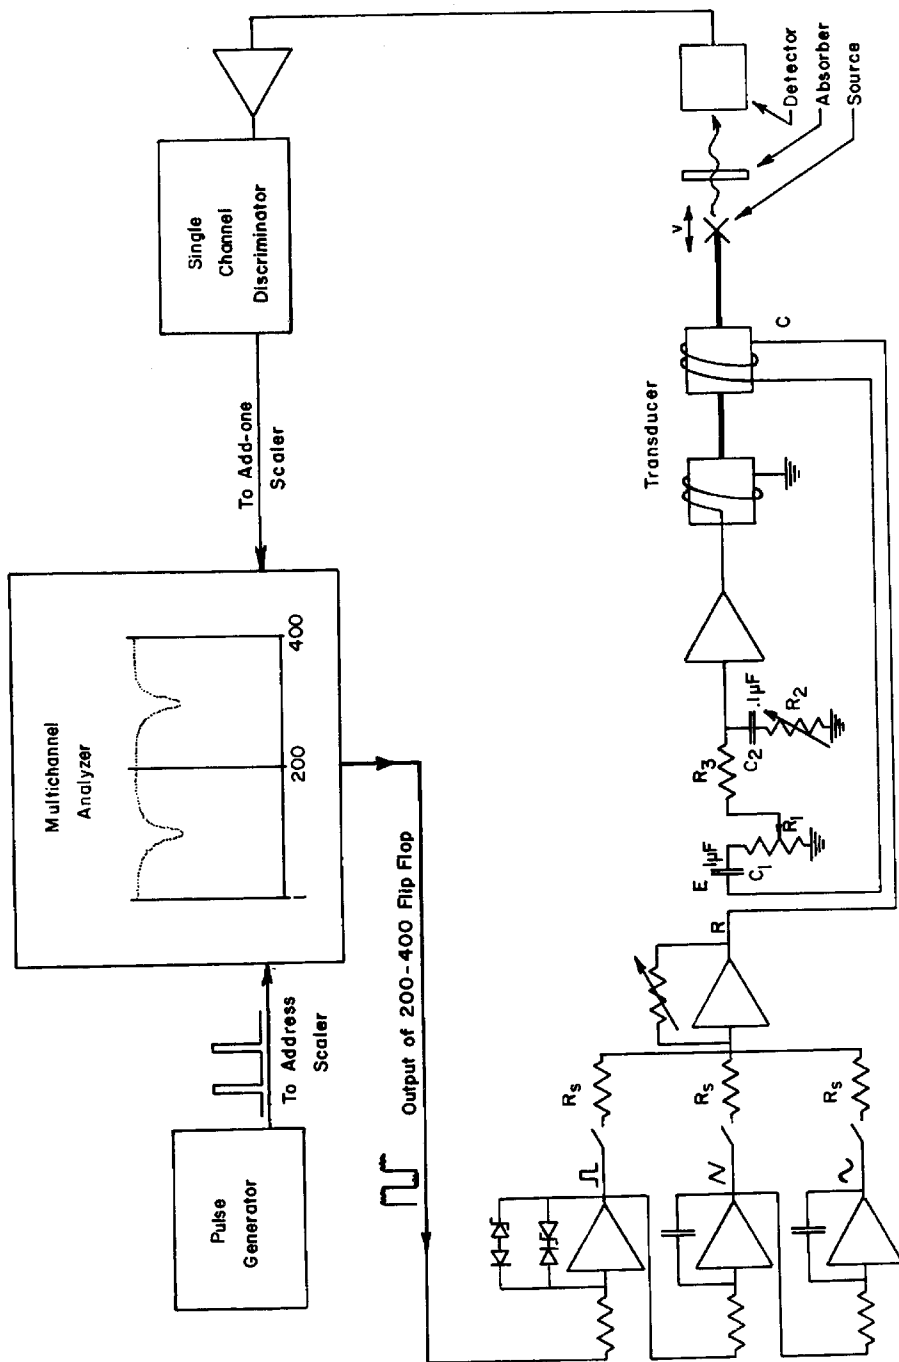 Pulse
Generator
To Address
Scaler
Multichannel
Analyzer
200
400
To Add-one
Scaler
Single
Channel
Discriminator
Output of 200-400 Flip Flop
Rs
Rs
Rs
R
E
.1µF
C1
R1
R3
C2
.1µF
R2
Transducer
C
v
Detector
Absorber
Source